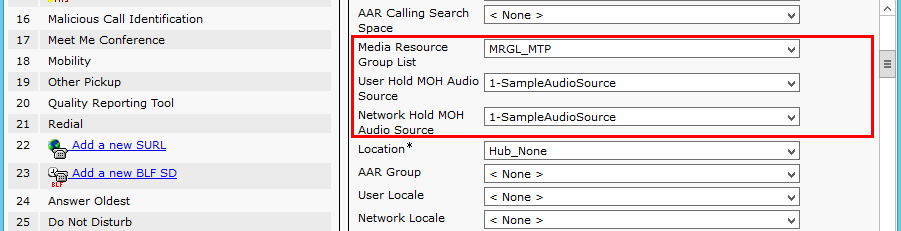 16 Malicious Call Identification
17 Meet Me Conference
18 Mobility
19 Other Pickup
20 Quality Reporting Tool
21 Redial
22 Add a new SURL
23 Add a new BLF SD
BLF
24 Answer Oldest
25 Do Not Disturb
AAR Calling Search
Space
< None >
Media Resource
Group List
MRGL_MTP
User Hold MOH Audio
Source
1-SampleAudioSource
Network Hold MOH
Audio Source
1-SampleAudioSource
Location*
Hub_None
AAR Group
< None >
User Locale
< None >
Network Locale
< None >